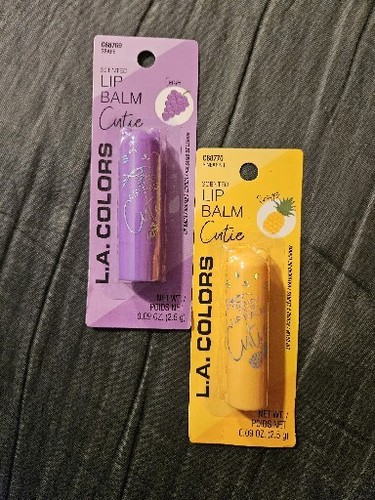 C68769
GRAPE
SCENTED
LIP
BALM
Cutie
L.A. COLORS
NET WT /
POIDS NET
0.09 OZ. (2.5 g)
C68770
PINEAPPLE
SCENTED
LIP
BALM
Cutie
L.A. COLORS
NET WT /
POIDS NET
0.09 OZ. (2.5 g)